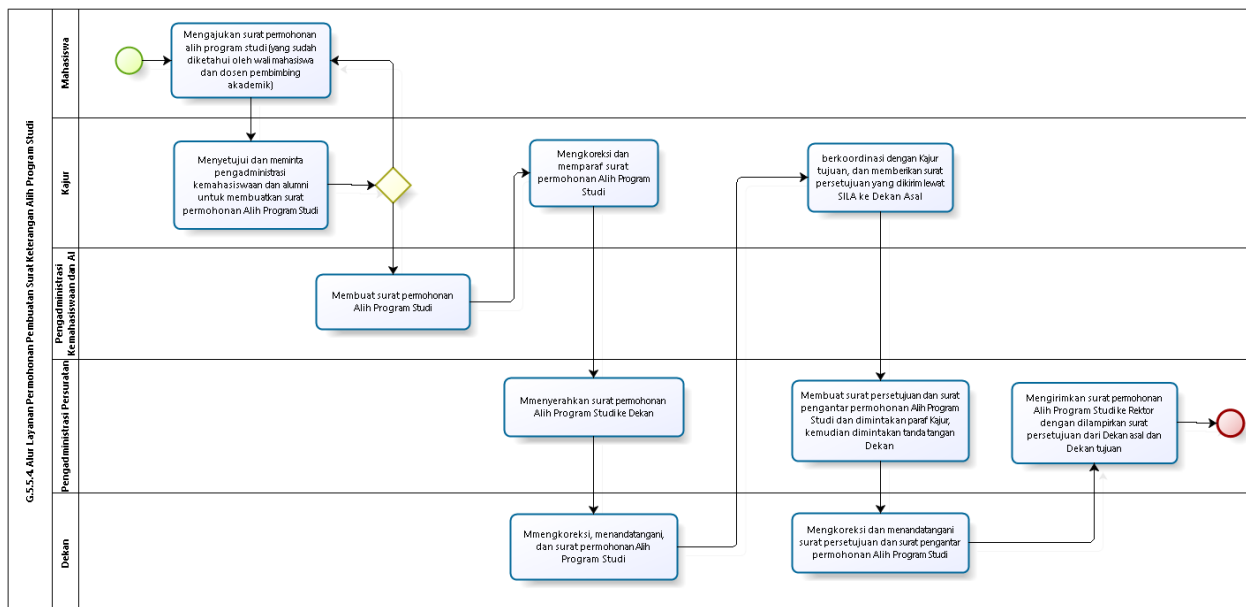 G.5.5.4. Alur Layanan Permohonan Pembuatan Surat Keterangan Alih Program Studi
Mahasiswa
Mengajukan surat permohonan
alih program studi (yang sudah
diketahui oleh wali mahasiswa
dan dosen pembimbing
akademik)
Kajur
Menyetujui dan meminta
pengadministrasi
kemahasiswaan dan alumni
untuk membuatkan surat
permohonan Alih Program Studi
Mengkoreksi dan
memparaf surat
permohonan Alih Program
Studi
berkoordinasi dengan Kajur
tujuan, dan memberikan surat
persetujuan yang dikirim lewat
SILA ke Dekan Asal
Pengadministrasi
Kemahasiswaan dan Al
Membuat surat permohonan
Alih Program Studi
Pengadministrasi Persuratan
Mmenyerahkan surat permohonan
Alih Program Studi ke Dekan
Membuat surat persetujuan dan surat
pengantar permohonan Alih Program
Studi dan dimintakan paraf Kajur,
kemudian dimintakan tanda tangan
Dekan
Mengirimkan surat permohonan
Alih Program Studi ke Rektor
dengan dilampirkan surat
persetujuan dari Dekan asal dan
Dekan tujuan
Dekan
Mmengkoreksi, menandatangani,
dan surat permohonan Alih
Program Studi
Mengkoreksi dan menandatangani
surat persetujuan dan surat pengantar
permohonan Alih Program Studi